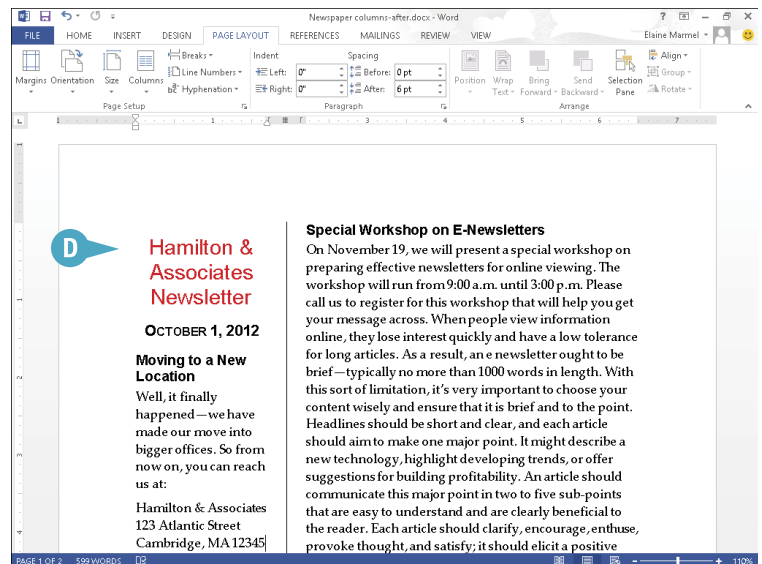 Newspaper columns-after.docx - Word
FILE HOME INSERT DESIGN PAGE LAYOUT REFERENCES MAILINGS REVIEW VIEW Elaine Marmel
Margins Orientation Size Columns
Breaks
Line Numbers
Hyphenation
Page Setup
Indent
Left: 0"
Right: 0"
Spacing
Before: 0 pt
After: 6 pt
Paragraph
Position
Wrap Text
Bring Forward
Send Backward
Selection Pane
Align
Group
Rotate
Arrange
1 1 3 4 5 6 7
D
Hamilton &
Associates
Newsletter
OCTOBER 1, 2012
Moving to a New
Location
Well, it finally
happened—we have
made our move into
bigger offices. So from
now on, you can reach
us at:
Hamilton & Associates
123 Atlantic Street
Cambridge, MA 12345
Special Workshop on E-Newsletters
On November 19, we will present a special workshop on
preparing effective newsletters for online viewing. The
workshop will run from 9:00 a.m. until 3:00 p.m. Please
call us to register for this workshop that will help you get
your message across. When people view information
online, they lose interest quickly and have a low tolerance
for long articles. As a result, an e newsletter ought to be
brief—typically no more than 1000 words in length. With
this sort of limitation, it's very important to choose your
content wisely and ensure that it is brief and to the point.
Headlines should be short and clear, and each article
should aim to make one major point. It might describe a
new technology, highlight developing trends, or offer
suggestions for building profitability. An article should
communicate this major point in two to five sub-points
that are easy to understand and are clearly beneficial to
the reader. Each article should clarify, encourage, enthuse,
provoke thought, and satisfy; it should elicit a positive
PAGE 1 OF 2 599 WORDS 110%